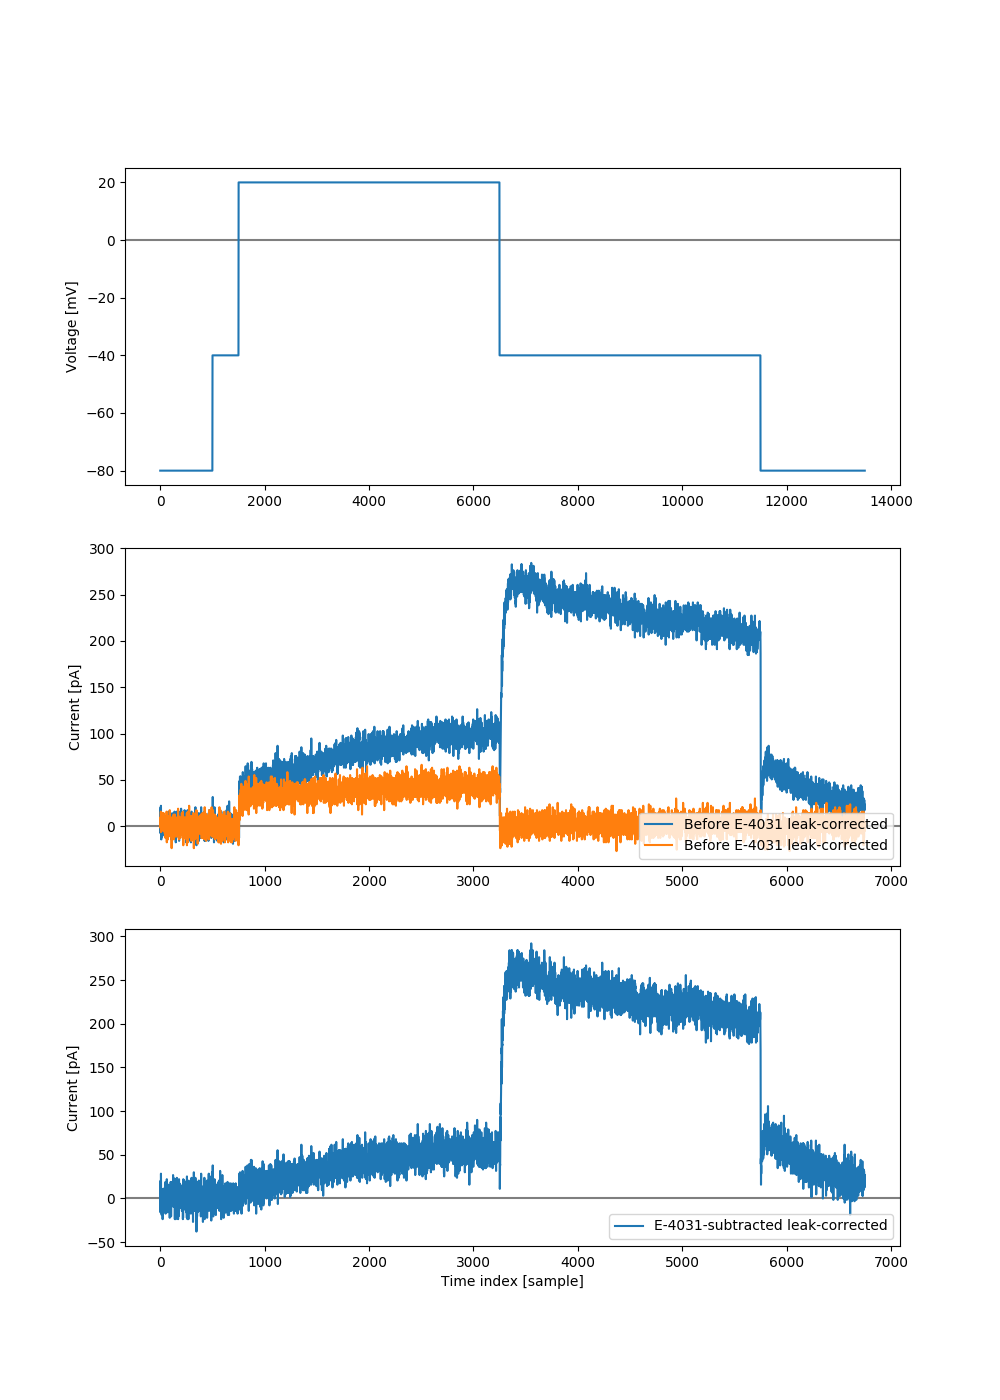 20
0
−20
−40
−60
−80
Voltage [mV]
0 2000 4000 6000 8000 10000 12000 14000
300
250
200
150
100
50
0
Current [pA]
Before E-4031 leak-corrected
Before E-4031 leak-corrected
0 1000 2000 3000 4000 5000 6000 7000
300
250
200
150
100
50
0
−50
Current [pA]
E-4031-subtracted leak-corrected
0 1000 2000 3000 4000 5000 6000 7000
Time index [sample]